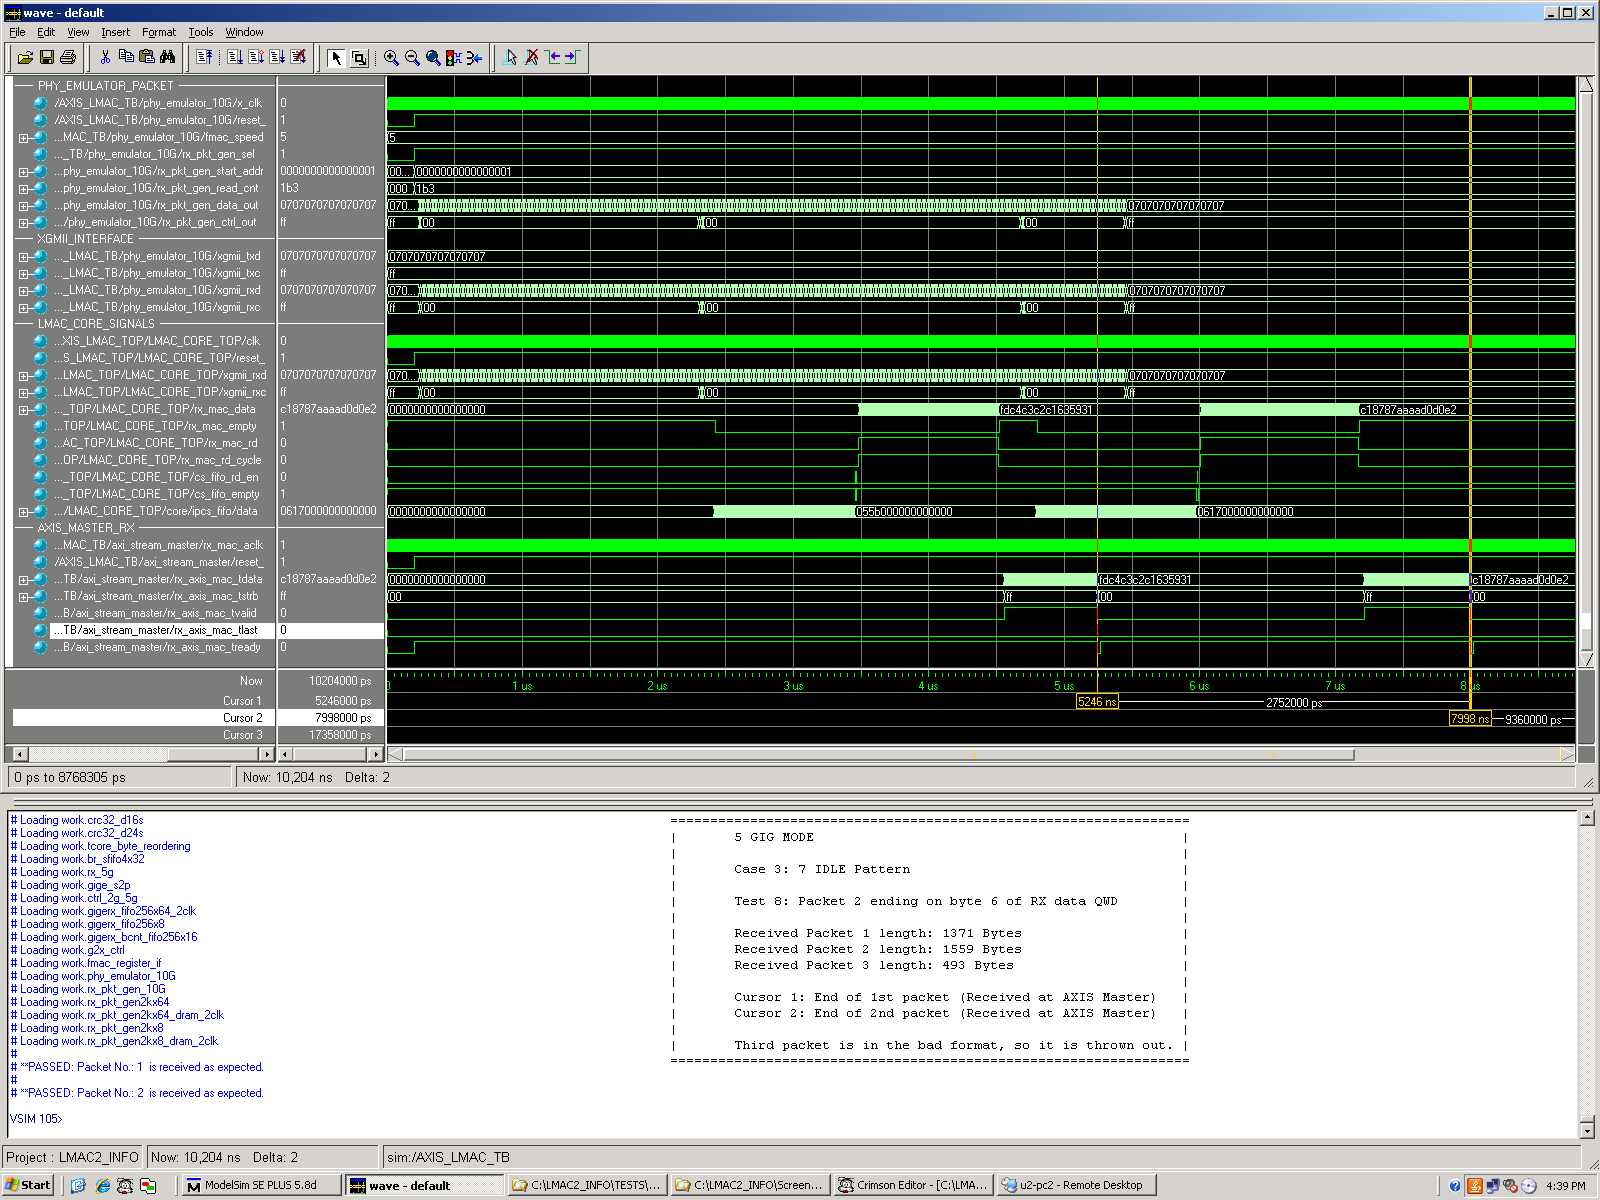 wave - default
File Edit View Insert Format Tools Window
PHY_EMULATOR_PACKET
/AXIS_LMAC_TB/phy_emulator_10G/x_clk 0
/AXIS_LMAC_TB/phy_emulator_10G/reset_ 1
...MAC_TB/phy_emulator_10G/fmac_speed 5 5
..._TB/phy_emulator_10G/rx_pkt_gen_sel 1
...phy_emulator_10G/rx_pkt_gen_start_addr 0000000000000001 00... 0000000000000001
...phy_emulator_10G/rx_pkt_gen_read_cnt 1b3 000 1b3
...phy_emulator_10G/rx_pkt_gen_data_out 0707070707070707 070... 0707070707070707
.../phy_emulator_10G/rx_pkt_gen_ctrl_out ff ff 00 00 00 ff
XGMII_INTERFACE
..._LMAC_TB/phy_emulator_10G/xgmii_txd 0707070707070707 0707070707070707
..._LMAC_TB/phy_emulator_10G/xgmii_txc ff ff
..._LMAC_TB/phy_emulator_10G/xgmii_rxd 0707070707070707 070... 0707070707070707
..._LMAC_TB/phy_emulator_10G/xgmii_rxc ff ff 00 00 00 ff
LMAC_CORE_SIGNALS
...XIS_LMAC_TOP/LMAC_CORE_TOP/clk 0
...S_LMAC_TOP/LMAC_CORE_TOP/reset_ 1
...LMAC_TOP/LMAC_CORE_TOP/xgmii_rxd 0707070707070707 070... 0707070707070707
...LMAC_TOP/LMAC_CORE_TOP/xgmii_rxc ff ff 00 00 00 ff
..._TOP/LMAC_CORE_TOP/rx_mac_data c18787aaaad0d0e2 0000000000000000 fdc4c3c2c1635931 c18787aaaad0d0e2
...TOP/LMAC_CORE_TOP/rx_mac_empty 1
...AC_TOP/LMAC_CORE_TOP/rx_mac_rd 0
...OP/LMAC_CORE_TOP/rx_mac_rd_cycle 0
..._TOP/LMAC_CORE_TOP/cs_fifo_rd_en 0
..._TOP/LMAC_CORE_TOP/cs_fifo_empty 1
.../LMAC_CORE_TOP/core/ipcs_fifo/data 0617000000000000 0000000000000000 055b000000000000 0617000000000000
AXIS_MASTER_RX
...MAC_TB/axi_stream_master/rx_mac_aclk 1
/AXIS_LMAC_TB/axi_stream_master/reset_ 1
...TB/axi_stream_master/rx_axis_mac_tdata c18787aaaad0d0e2 0000000000000000 fdc4c3c2c1635931 c18787aaaad0d0e2
...TB/axi_stream_master/rx_axis_mac_tstrb ff 00 ff 00 ff 00
...B/axi_stream_master/rx_axis_mac_tvalid 0
...TB/axi_stream_master/rx_axis_mac_tlast 0
...B/axi_stream_master/rx_axis_mac_tready 0
Now 10204000 ps 0 1 us 2 us 3 us 4 us 5 us 6 us 7 us 8 us
Cursor 1 5246000 ps 5246 ns 2752000 ps
Cursor 2 7998000 ps 7998 ns 9360000 ps
Cursor 3 17358000 ps
0 ps to 8768305 ps Now: 10,204 ns Delta: 2
# Loading work.crc32_d16s
# Loading work.crc32_d24s
# Loading work.tcore_byte_reordering
# Loading work.br_sfifo4x32
# Loading work.rx_5g
# Loading work.gige_s2p
# Loading work.ctrl_2g_5g
# Loading work.gigerx_fifo256x64_2clk
# Loading work.gigerx_fifo256x8
# Loading work.gigerx_bcnt_fifo256x16
# Loading work.g2x_ctrl
# Loading work.fmac_register_if
# Loading work.phy_emulator_10G
# Loading work.rx_pkt_gen_10G
# Loading work.rx_pkt_gen2kx64
# Loading work.rx_pkt_gen2kx64_dram_2clk
# Loading work.rx_pkt_gen2kx8
# Loading work.rx_pkt_gen2kx8_dram_2clk
#
# **PASSED: Packet No.: 1 is received as expected.
#
# **PASSED: Packet No.: 2 is received as expected.
VSIM 105>
=================================================================
| 5 GIG MODE |
| |
| Case 3: 7 IDLE Pattern |
| |
| Test 8: Packet 2 ending on byte 6 of RX data QWD |
| |
| Received Packet 1 length: 1371 Bytes |
| Received Packet 2 length: 1559 Bytes |
| Received Packet 3 length: 493 Bytes |
| |
| Cursor 1: End of 1st packet (Received at AXIS Master) |
| Cursor 2: End of 2nd packet (Received at AXIS Master) |
| |
| Third packet is in the bad format, so it is thrown out. |
=================================================================
Project : LMAC2_INFO Now: 10,204 ns Delta: 2 sim:/AXIS_LMAC_TB
Start ModelSim SE PLUS 5.8d wave - default C:\LMAC2_INFO\TESTS\... C:\LMAC2_INFO\Screen... Crimson Editor - [C:\LMA... u2-pc2 - Remote Desktop 4:39 PM